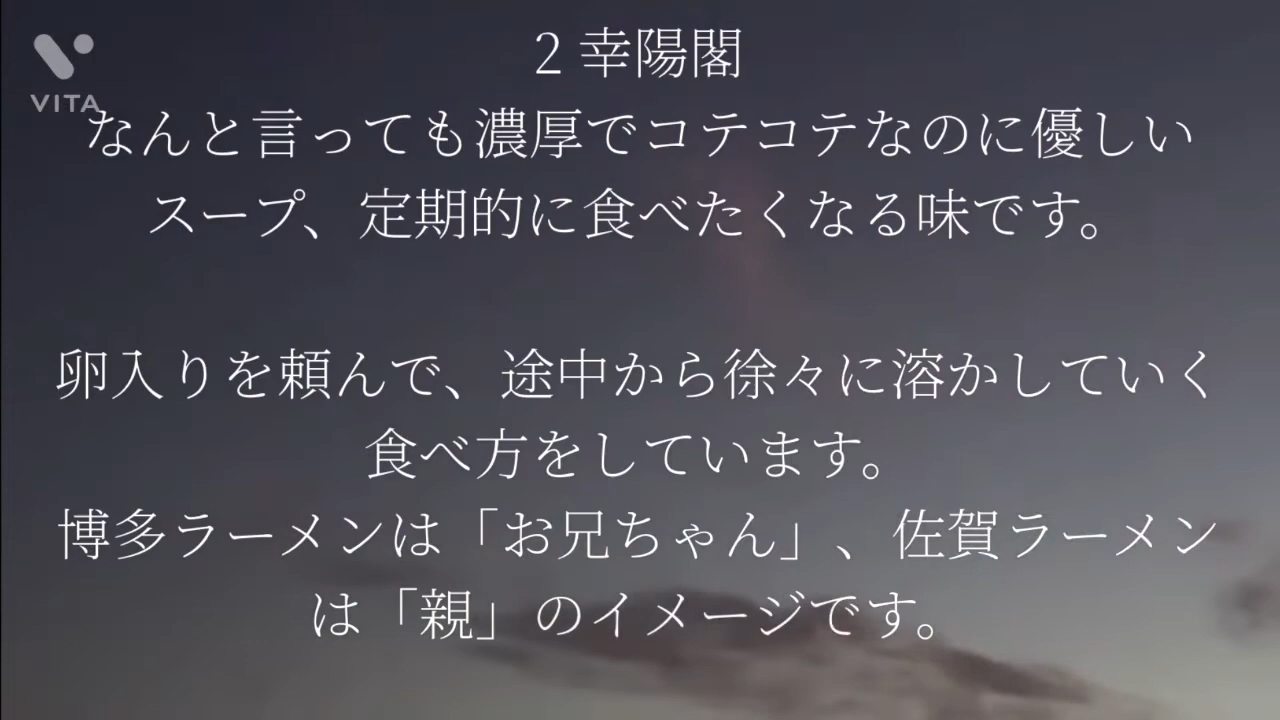 VITA
2 幸陽閣
なんと言っても濃厚でコテコテなのに優しい
スープ、定期的に食べたくなる味です。
卵入りを頼んで、途中から徐々に溶かしていく
食べ方をしています。
博多ラーメンは「お兄ちゃん」、佐賀ラーメン
は「親」のイメージです。